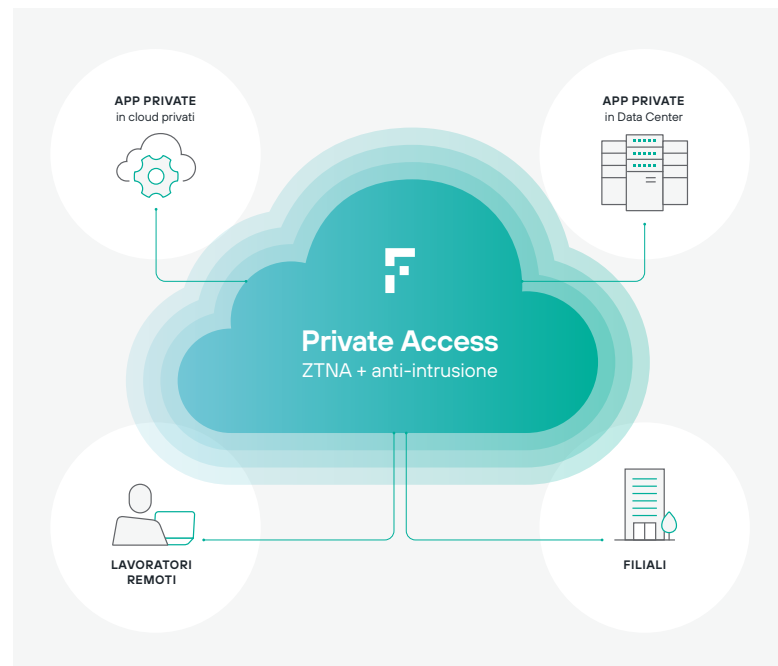 APP PRIVATE
in cloud privati
APP PRIVATE
in Data Center
Private Access
ZTNA + anti-intrusione
LAVORATORI
REMOTI
FILIALI